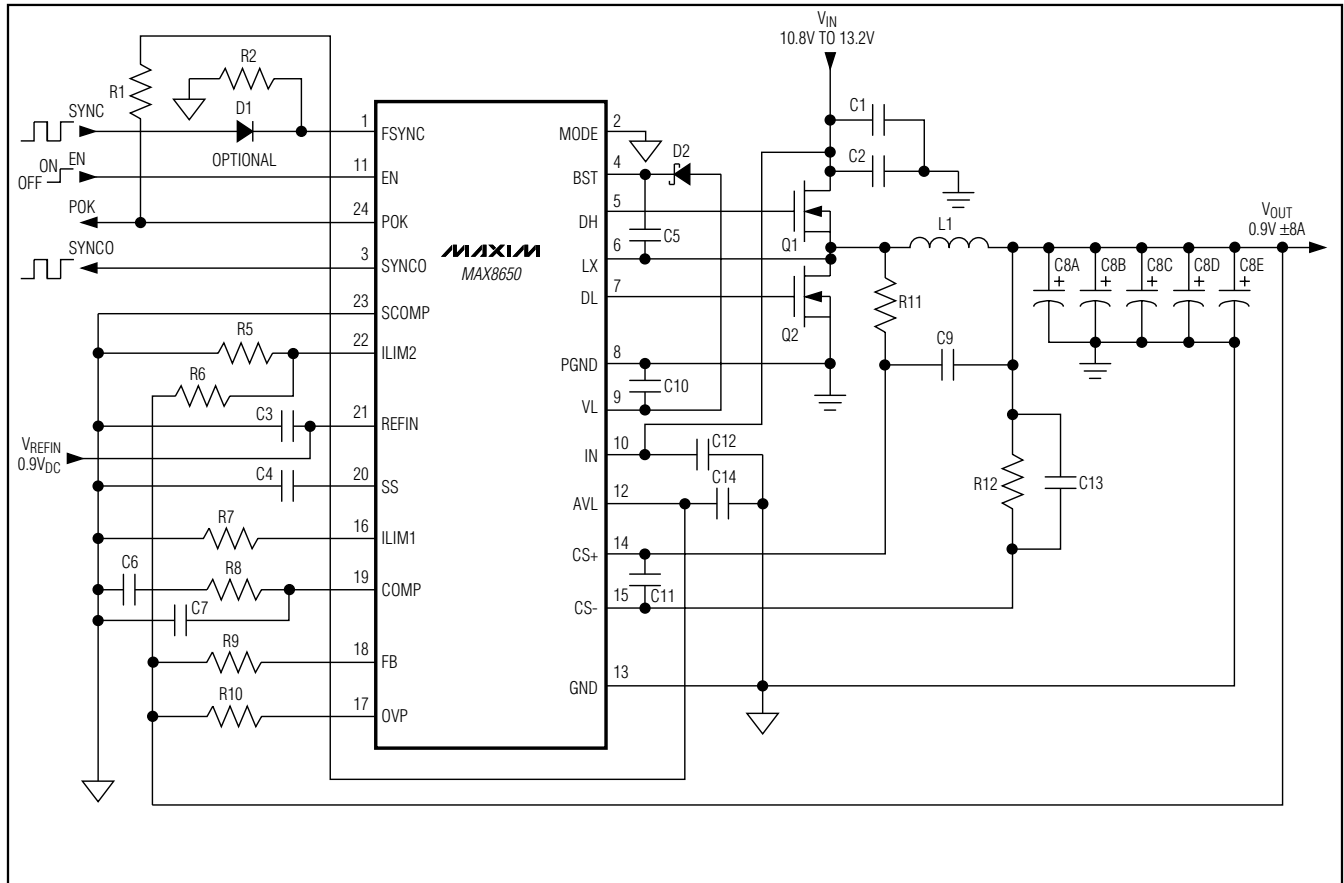 V_IN
10.8V TO 13.2V
R1
R2
SYNC
D1
OPTIONAL
1
FSYNC
ON
OFF
EN
11
EN
POK
24
POK
SYNCO
3
SYNCO
23
SCOMP
R5
22
ILIM2
R6
C3
21
REFIN
V_REFIN
0.9V_DC
C4
20
SS
R7
16
ILIM1
C6
R8
19
COMP
C7
R9
18
FB
R10
17
OVP
MAXIM
MAX8650
MODE
2
BST
4
D2
DH
5
C5
LX
6
DL
7
PGND
8
C10
VL
9
IN
10
C12
AVL
12
C14
CS+
14
C11
CS-
15
GND
13
C1
C2
Q1
Q2
L1
R11
C9
R12
C13
C8A
+
C8B
+
C8C
+
C8D
+
C8E
+
V_OUT
0.9V ±8A